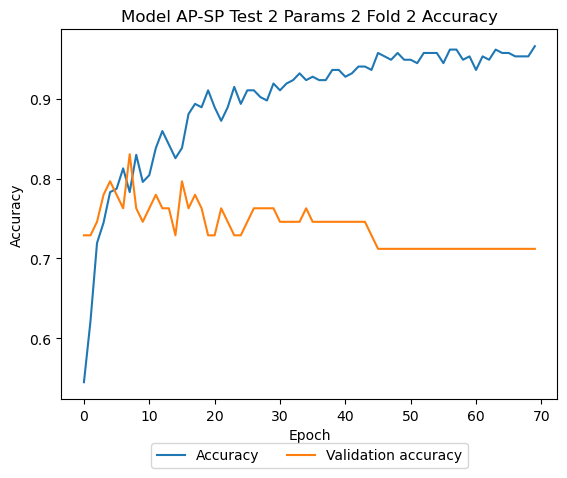 Model AP-SP Test 2 Params 2 Fold 2 Accuracy
Accuracy
0.9
0.8
0.7
0.6
0 10 20 30 40 50 60 70
Epoch
Accuracy Validation accuracy